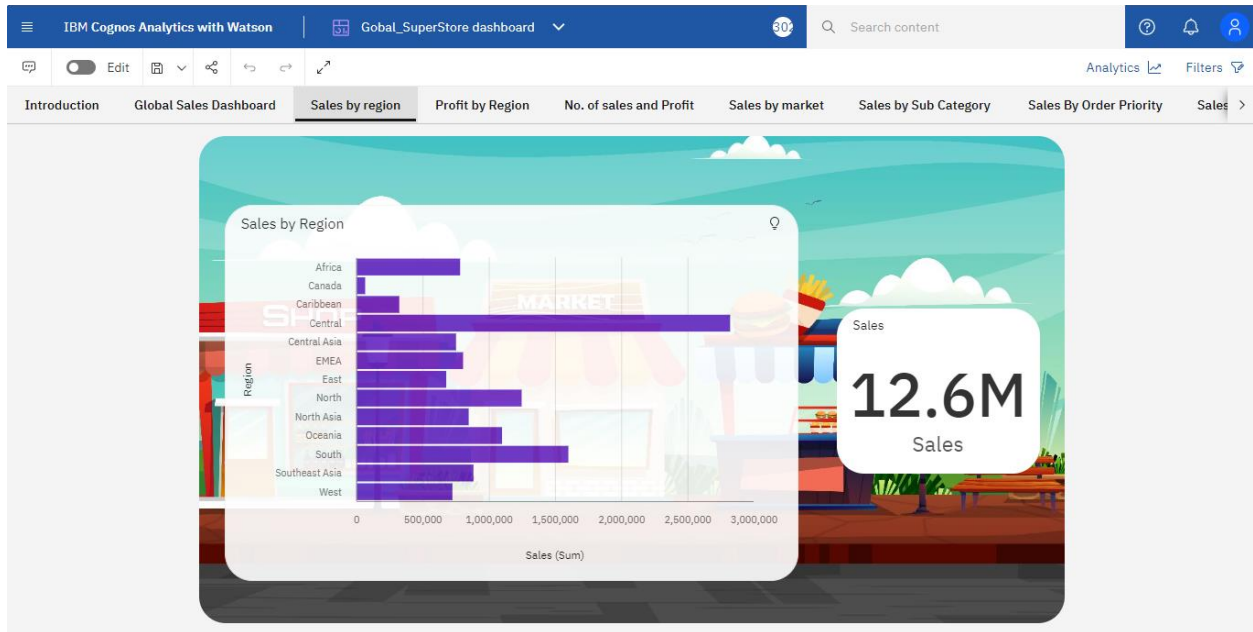 IBM Cognos Analytics with Watson
Gobal_SuperStore dashboard
302
Search content
Edit
Analytics
Filters
Introduction
Global Sales Dashboard
Sales by region
Profit by Region
No. of sales and Profit
Sales by market
Sales by Sub Category
Sales By Order Priority
Sales
Sales by Region
SHOP
MARKET
Region
Africa
Canada
Caribbean
Central
Central Asia
EMEA
East
North
North Asia
Oceania
South
Southeast Asia
West
0 500,000 1,000,000 1,500,000 2,000,000 2,500,000 3,000,000
Sales (Sum)
Sales
12.6M
Sales